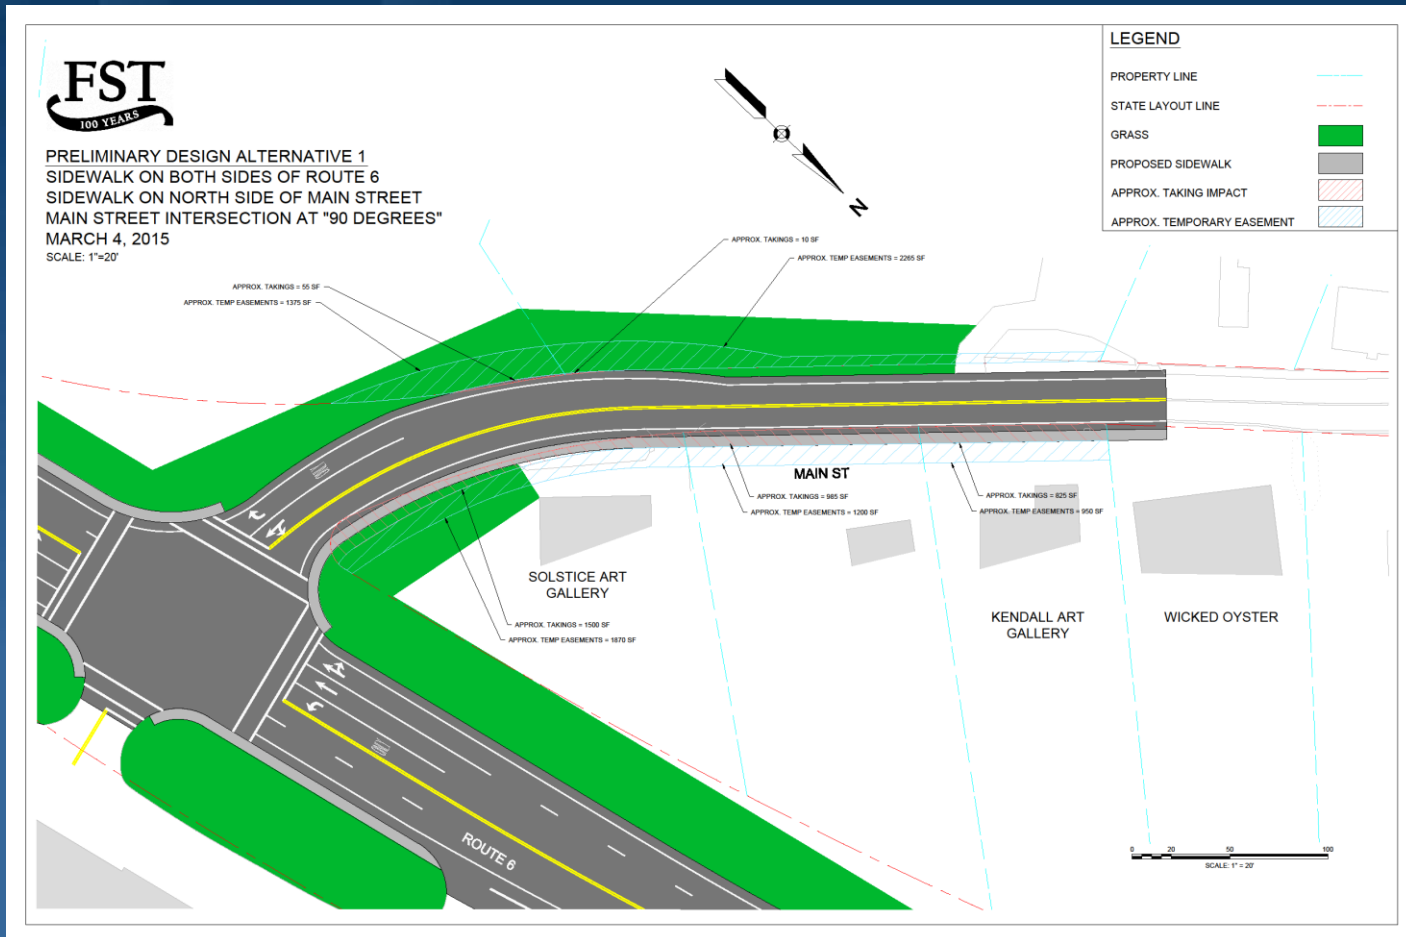 FST
100 YEARS
PRELIMINARY DESIGN ALTERNATIVE 1
SIDEWALK ON BOTH SIDES OF ROUTE 6
SIDEWALK ON NORTH SIDE OF MAIN STREET
MAIN STREET INTERSECTION AT "90 DEGREES"
MARCH 4, 2015
SCALE: 1"=20'
LEGEND
PROPERTY LINE
STATE LAYOUT LINE
GRASS
PROPOSED SIDEWALK
APPROX. TAKING IMPACT
APPROX. TEMPORARY EASEMENT
N
APPROX. TAKINGS = 10 SF
APPROX. TEMP EASEMENTS = 2265 SF
APPROX. TAKINGS = 55 SF
APPROX. TEMP EASEMENTS = 1375 SF
MAIN ST
APPROX. TAKINGS = 985 SF
APPROX. TEMP EASEMENTS = 1200 SF
APPROX. TAKINGS = 825 SF
APPROX. TEMP EASEMENTS = 950 SF
SOLSTICE ART
GALLERY
KENDALL ART
GALLERY
WICKED OYSTER
APPROX. TAKINGS = 1500 SF
APPROX. TEMP EASEMENTS = 1870 SF
ROUTE 6
0 20 50 100
SCALE: 1" = 20'